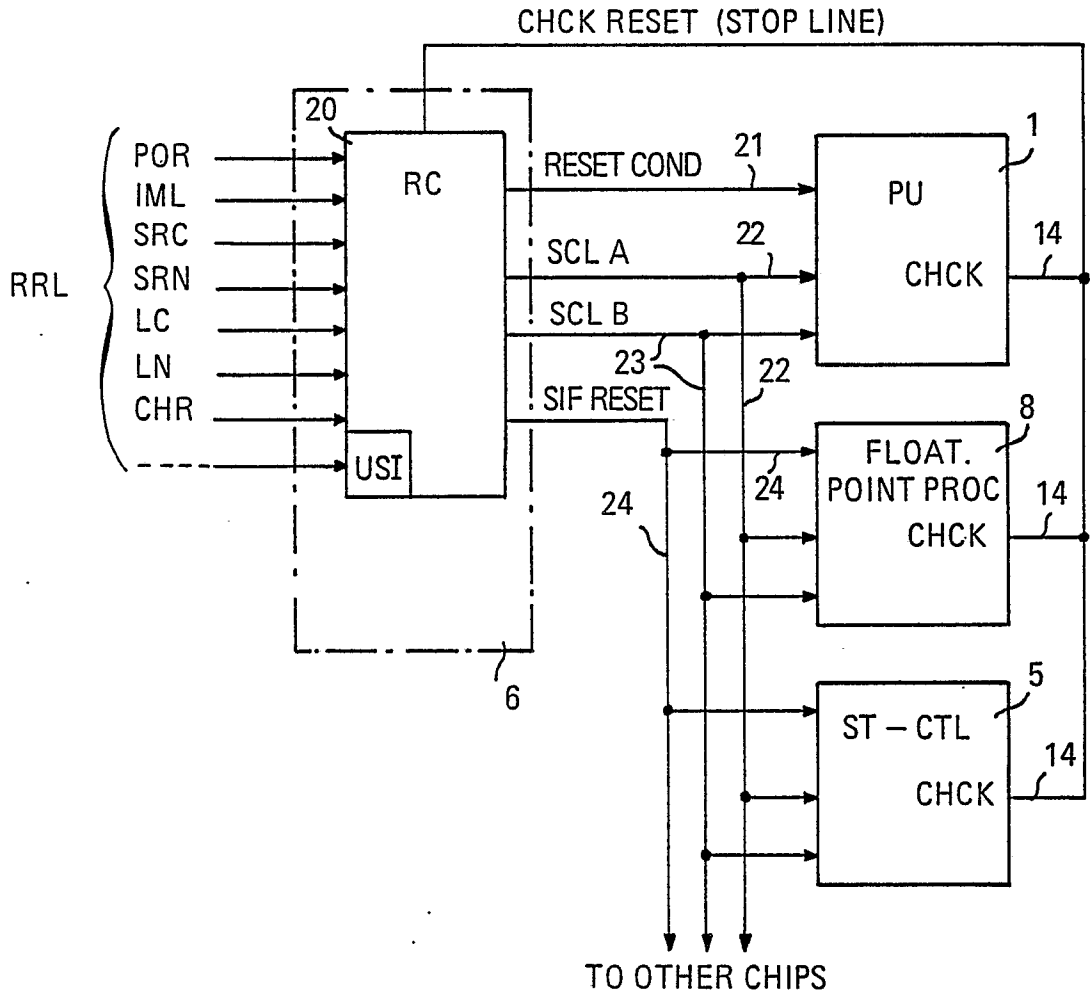 CHCK RESET (STOP LINE)
20
RC
RRL
POR
IML
SRC
SRN
LC
LN
CHR
USI
6
RESET COND
21
SCL A
22
SCL B
23
22
SIF RESET
24
24
1
PU
CHCK
14
8
FLOAT.
POINT PROC
CHCK
14
5
ST - CTL
CHCK
14
TO OTHER CHIPS